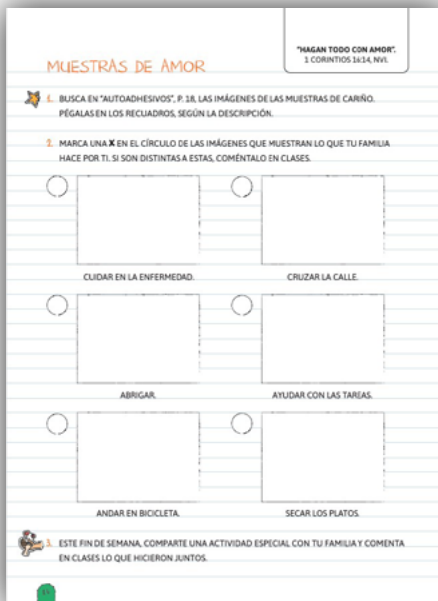 "HAGAN TODO CON AMOR".
1 CORINTIOS 16:14, NVI.
MUESTRAS DE AMOR
1. BUSCA EN "AUTOADHESIVOS", P. 18, LAS IMÁGENES DE LAS MUESTRAS DE CARIÑO.
PÉGALAS EN LOS RECUADROS, SEGÚN LA DESCRIPCIÓN.
2. MARCA UNA X EN EL CÍRCULO DE LAS IMÁGENES QUE MUESTRAN LO QUE TU FAMILIA
HACE POR TI. SI SON DISTINTAS A ESTAS, COMÉNTALO EN CLASES.
CUIDAR EN LA ENFERMEDAD.
CRUZAR LA CALLE.
ABRIGAR.
AYUDAR CON LAS TAREAS.
ANDAR EN BICICLETA.
SECAR LOS PLATOS.
3. ESTE FIN DE SEMANA, COMPARTE UNA ACTIVIDAD ESPECIAL CON TU FAMILIA Y COMENTA
EN CLASES LO QUE HICIERON JUNTOS.